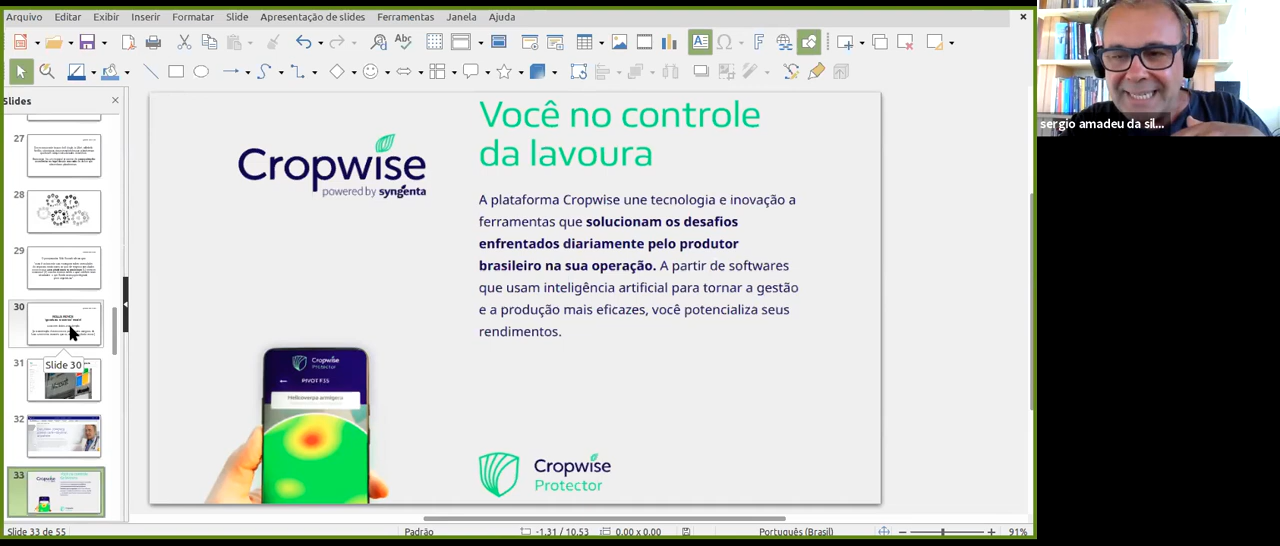 Arquivo Editar Exibir Inserir Formatar Slide Apresentação de slides Ferramentas Janela Ajuda
sergio amadeu da sil...
Slides
27
28
29
30
Slide 30
31
32
33
Cropwise
powered by syngenta
Você no controle
da lavoura
A plataforma Cropwise une tecnologia e inovação a
ferramentas que solucionam os desafios
enfrentados diariamente pelo produtor
brasileiro na sua operação. A partir de softwares
que usam inteligência artificial para tornar a gestão
e a produção mais eficazes, você potencializa seus
rendimentos.
Cropwise
Protector
PIVOT F35
Helicoverpa armigera
Cropwise
Protector
Slide 33 de 55 Padrão -1.31 / 10.53 0.00 x 0.00 Português (Brasil) 91%